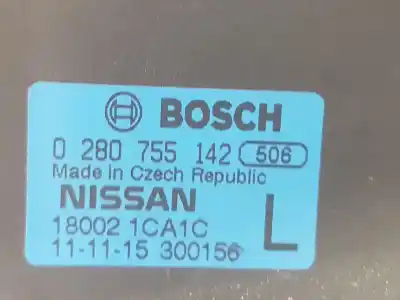 BOSCH
0 280 755 142 506
Made in Czech Republic
NISSAN
18002 1CA1C L
11-11-15 300156